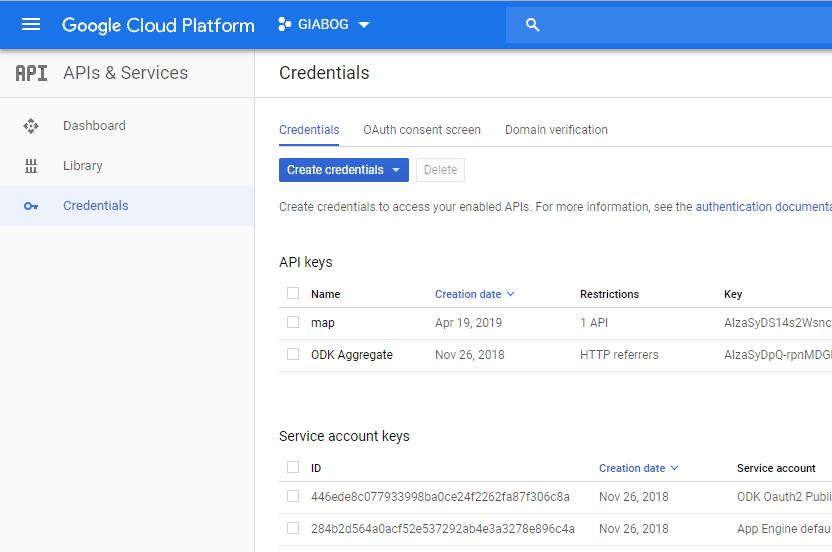 Google Cloud Platform GIABOG
API APIs & Services
Credentials
Dashboard
Library
Credentials
Credentials OAuth consent screen Domain verification
Create credentials Delete
Create credentials to access your enabled APIs. For more information, see the authentication documenta
API keys
Name Creation date Restrictions Key
map Apr 19, 2019 1 API AIzaSyDS14s2Wsnc
ODK Aggregate Nov 26, 2018 HTTP referrers AIzaSyDpQ-rpnMDGI
Service account keys
ID Creation date Service account
446ede8c077933998ba0ce24f2262fa87f306c8a Nov 26, 2018 ODK Oauth2 Publi
284b2d564a0acf52e537292ab4e3a3278e896c4a Nov 26, 2018 App Engine defau